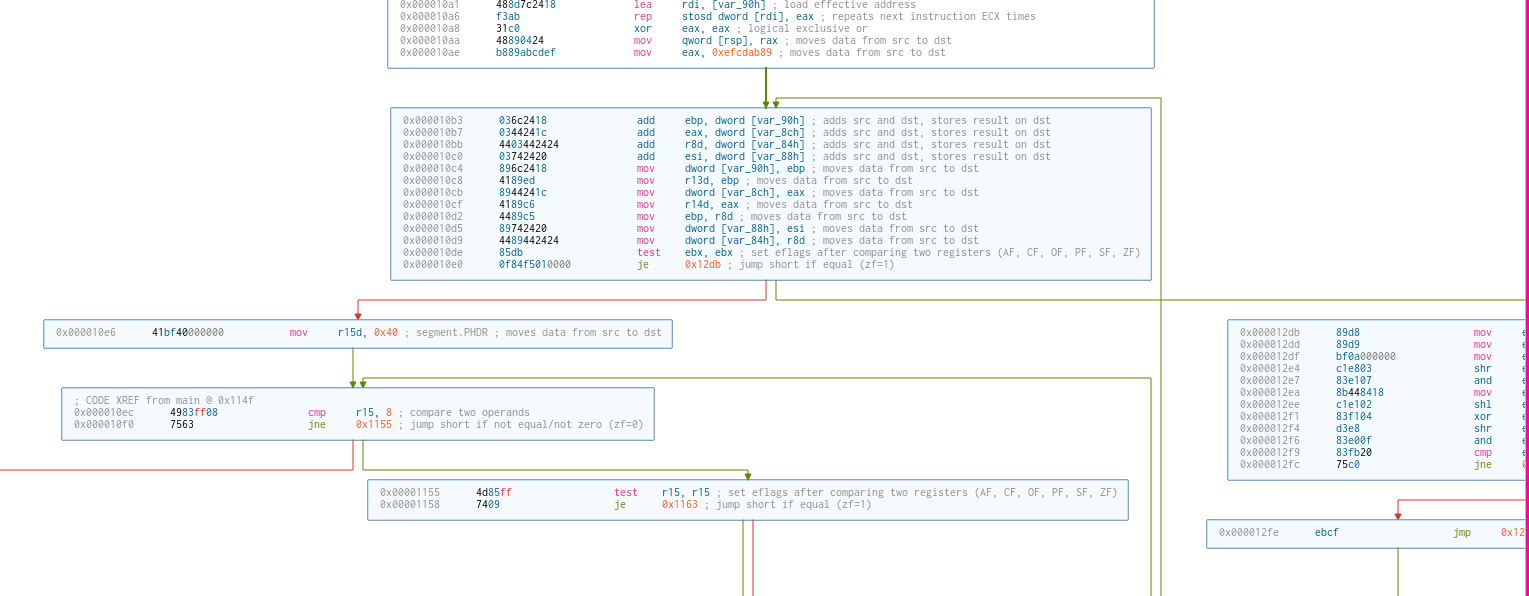 0x000010a1 488d7c2418 lea rdi, [var_90h] ; load effective address
0x000010a6 f3ab rep stosd dword [rdi], eax ; repeats next instruction ECX times
0x000010a8 31c0 xor eax, eax ; logical exclusive or
0x000010aa 48890424 mov qword [rsp], rax ; moves data from src to dst
0x000010ae b889abcdef mov eax, 0xefcdab89 ; moves data from src to dst
0x000010b3 036c2418 add ebp, dword [var_90h] ; adds src and dst, stores result on dst
0x000010b7 0344241c add eax, dword [var_8ch] ; adds src and dst, stores result on dst
0x000010bb 4403442424 add r8d, dword [var_84h] ; adds src and dst, stores result on dst
0x000010c0 03742420 add esi, dword [var_88h] ; adds src and dst, stores result on dst
0x000010c4 896c2418 mov dword [var_90h], ebp ; moves data from src to dst
0x000010c8 4189ed mov r13d, ebp ; moves data from src to dst
0x000010cb 8944241c mov dword [var_8ch], eax ; moves data from src to dst
0x000010cf 4189c6 mov r14d, eax ; moves data from src to dst
0x000010d2 4489c5 mov ebp, r8d ; moves data from src to dst
0x000010d5 89742420 mov dword [var_88h], esi ; moves data from src to dst
0x000010d9 4489442424 mov dword [var_84h], r8d ; moves data from src to dst
0x000010de 85db test ebx, ebx ; set eflags after comparing two registers (AF, CF, OF, PF, SF, ZF)
0x000010e0 0f84f5010000 je 0x12db ; jump short if equal (zf=1)
0x000010e6 41bf40000000 mov r15d, 0x40 ; segment.PHDR ; moves data from src to dst
; CODE XREF from main @ 0x114f
0x000010ec 4983ff08 cmp r15, 8 ; compare two operands
0x000010f0 7563 jne 0x1155 ; jump short if not equal/not zero (zf=0)
0x00001155 4d85ff test r15, r15 ; set eflags after comparing two registers (AF, CF, OF, PF, SF, ZF)
0x00001158 7409 je 0x1163 ; jump short if equal (zf=1)
0x000012db 89d8 mov e
0x000012dd 89d9 mov e
0x000012df bf0a000000 mov e
0x000012e4 c1e803 shr e
0x000012e7 83e107 and e
0x000012ea 8b448418 mov e
0x000012ee c1e102 shl e
0x000012f1 83f104 xor e
0x000012f4 d3e8 shr e
0x000012f6 83e00f and e
0x000012f9 83fb20 cmp e
0x000012fc 75c0 jne 0
0x000012fe ebcf jmp 0x12